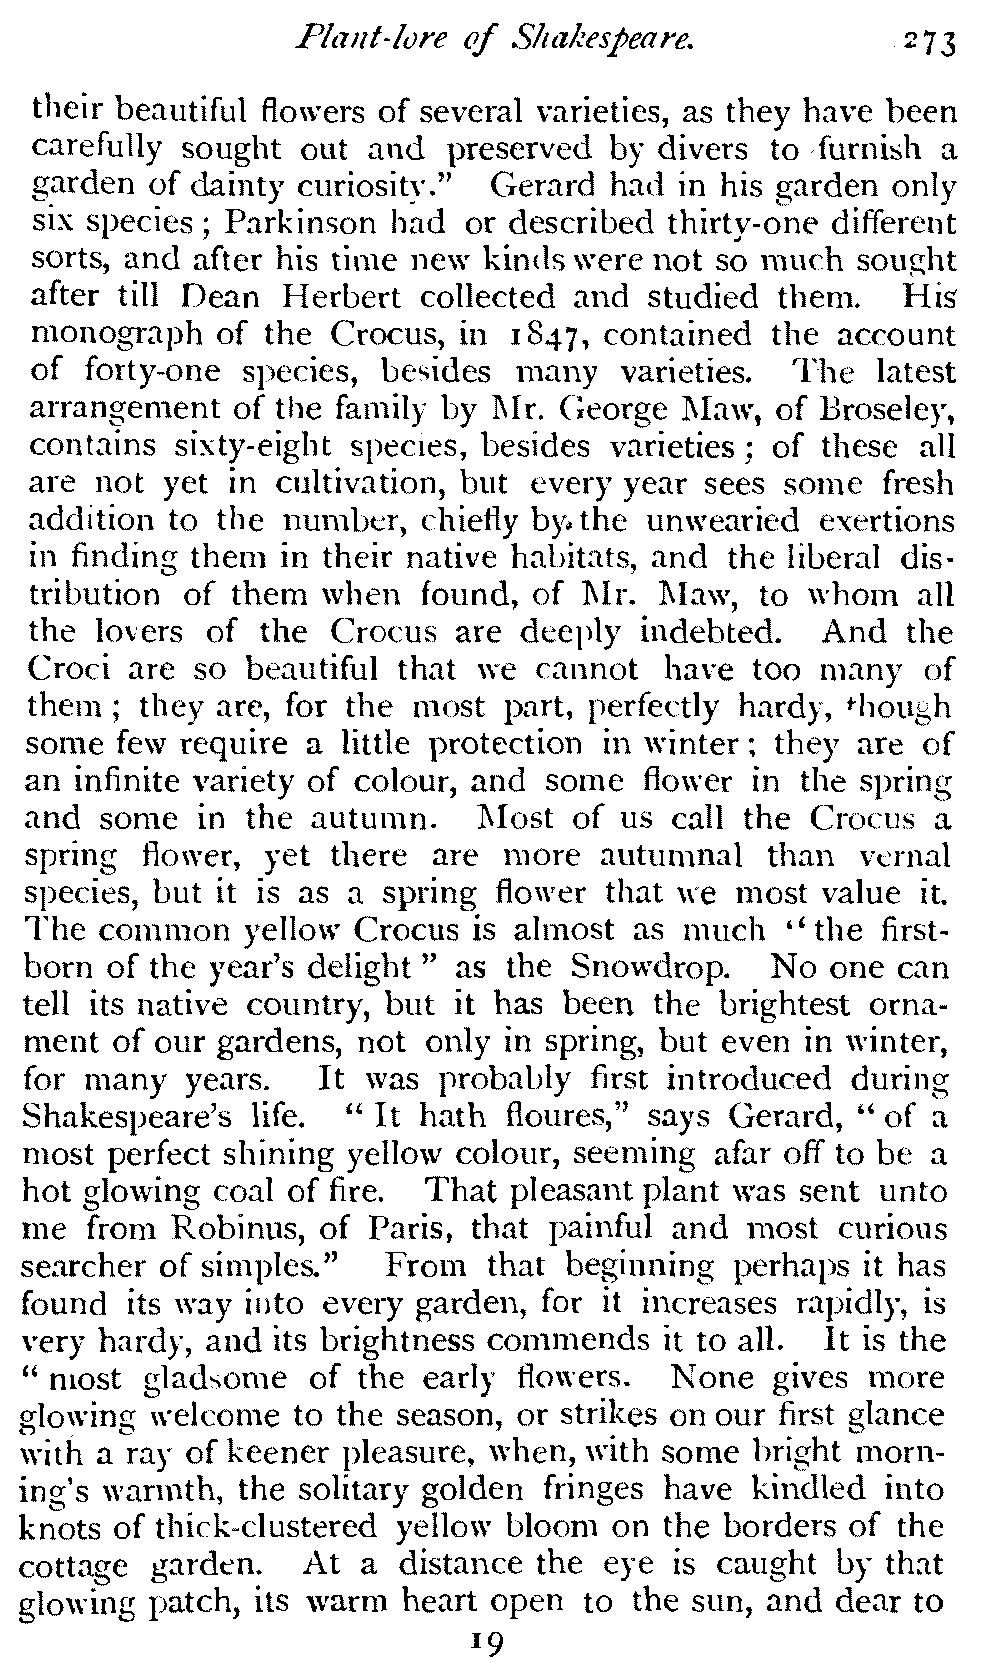 Plant-lore of Shakespeare. 273
their beautiful flowers of several varieties, as they have been
carefully sought out and preserved by divers to furnish a
garden of dainty curiosity." Gerard had in his garden only
six species; Parkinson had or described thirty-one different
sorts, and after his time new kinds were not so much sought
after till Dean Herbert collected and studied them. His
monograph of the Crocus, in 1847, contained the account
of forty-one species, besides many varieties. The latest
arrangement of the family by Mr. George Maw, of Broseley,
contains sixty-eight species, besides varieties; of these all
are not yet in cultivation, but every year sees some fresh
addition to the number, chiefly by the unwearied exertions
in finding them in their native habitats, and the liberal dis-
tribution of them when found, of Mr. Maw, to whom all
the lovers of the Crocus are deeply indebted. And the
Croci are so beautiful that we cannot have too many of
them; they are, for the most part, perfectly hardy, though
some few require a little protection in winter; they are of
an infinite variety of colour, and some flower in the spring
and some in the autumn. Most of us call the Crocus a
spring flower, yet there are more autumnal than vernal
species, but it is as a spring flower that we most value it.
The common yellow Crocus is almost as much "the first-
born of the year's delight" as the Snowdrop. No one can
tell its native country, but it has been the brightest orna-
ment of our gardens, not only in spring, but even in winter,
for many years. It was probably first introduced during
Shakespeare's life. "It hath floures," says Gerard, "of a
most perfect shining yellow colour, seeming afar off to be a
hot glowing coal of fire. That pleasant plant was sent unto
me from Robinus, of Paris, that painful and most curious
searcher of simples." From that beginning perhaps it has
found its way into every garden, for it increases rapidly, is
very hardy, and its brightness commends it to all. It is the
"most gladsome of the early flowers. None gives more
glowing welcome to the season, or strikes on our first glance
with a ray of keener pleasure, when, with some bright morn-
ing's warmth, the solitary golden fringes have kindled into
knots of thick-clustered yellow bloom on the borders of the
cottage garden. At a distance the eye is caught by that
glowing patch, its warm heart open to the sun, and dear to
19